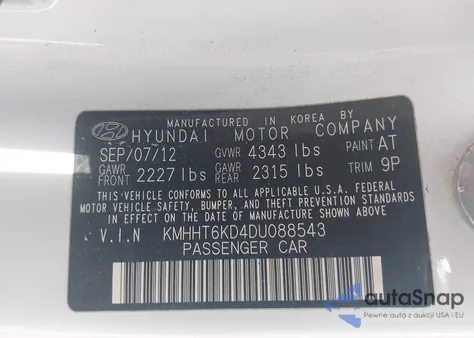 MANUFACTURED IN KOREA BY
HYUNDAI MOTOR COMPANY
SEP/07/12 GVWR 4343 lbs PAINT AT
GAWR FRONT 2227 lbs GAWR REAR 2315 lbs TRIM 9P
THIS VEHICLE CONFORMS TO ALL APPLICABLE U.S.A. FEDERAL
MOTOR VEHICLE SAFETY, BUMPER, AND THEFT PREVENTION STANDARDS
IN EFFECT ON THE DATE OF MANUFACTURE SHOWN ABOVE.
V.I.N KMHHT6KD4DU088543
PASSENGER CAR
autoSnap
Pewne auta z aukcji USA i EU